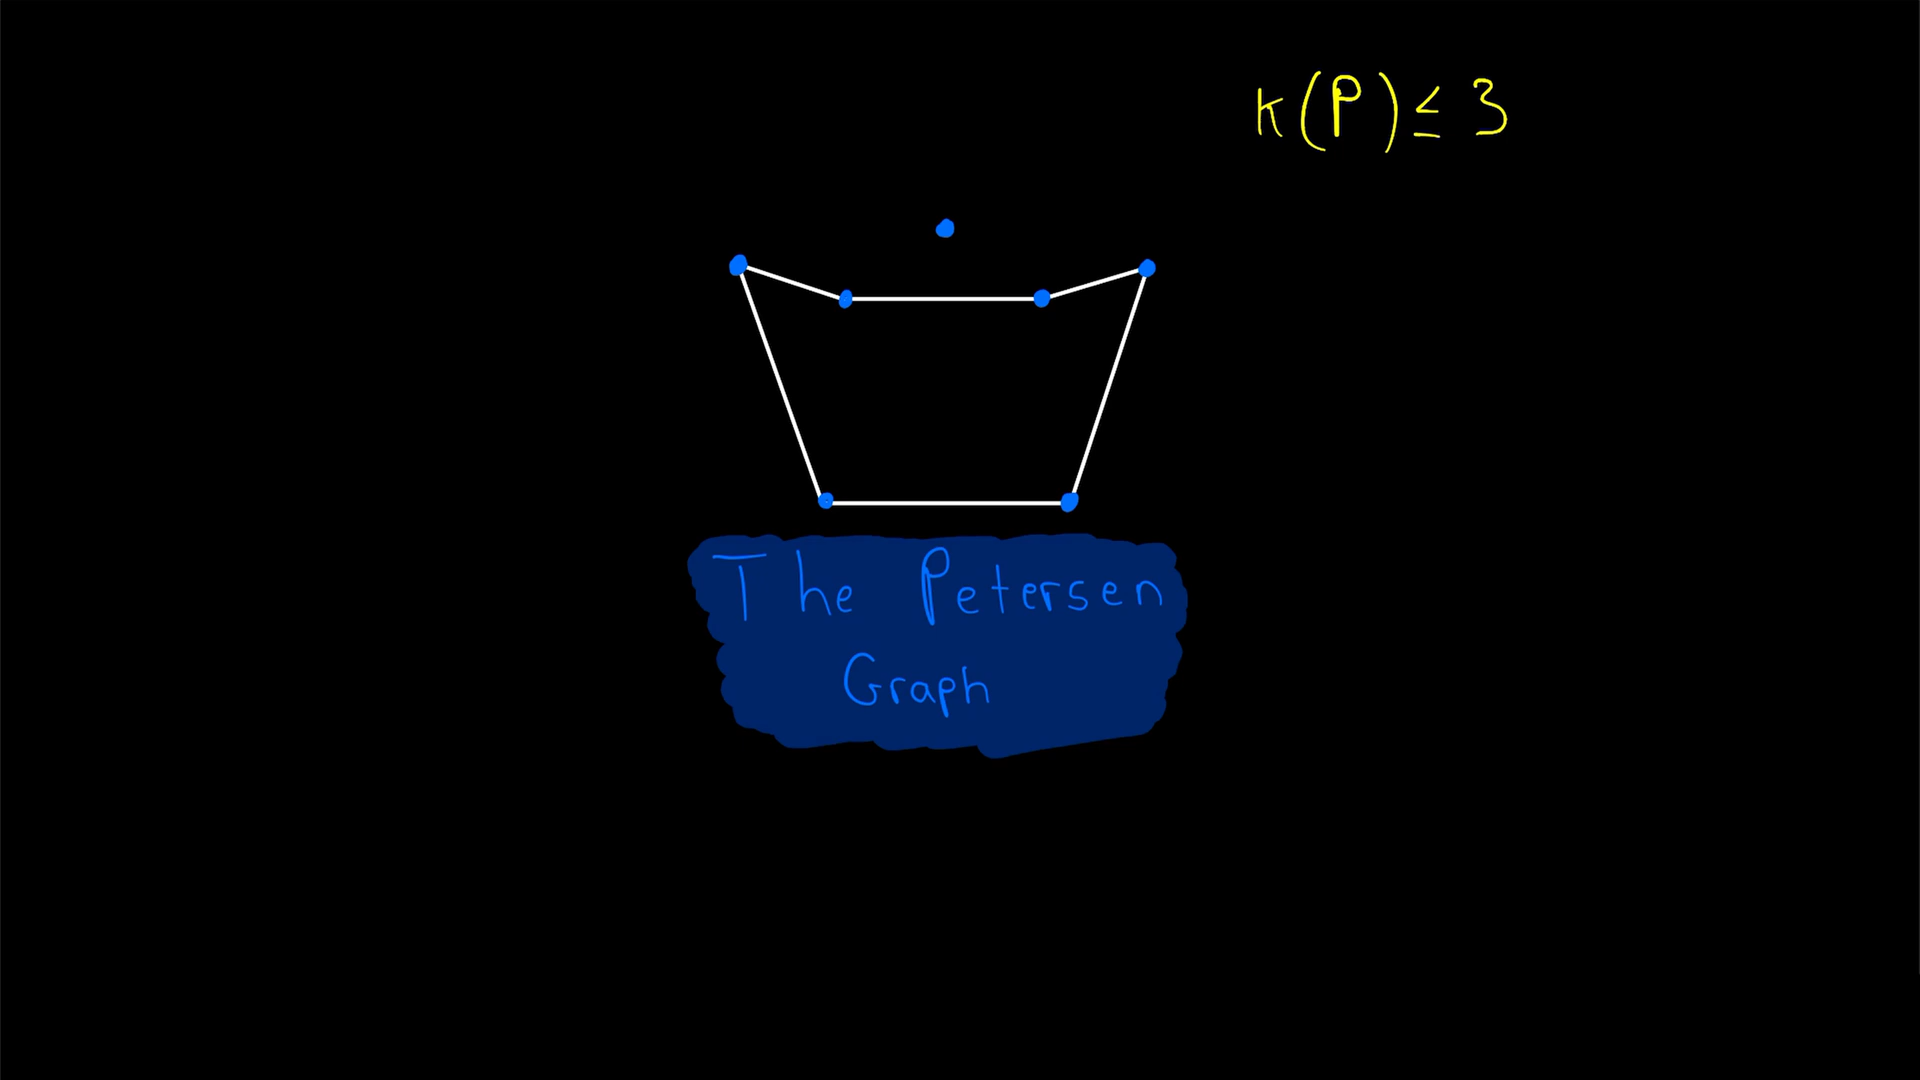 k(P) ≤ 3
The Petersen
Graph